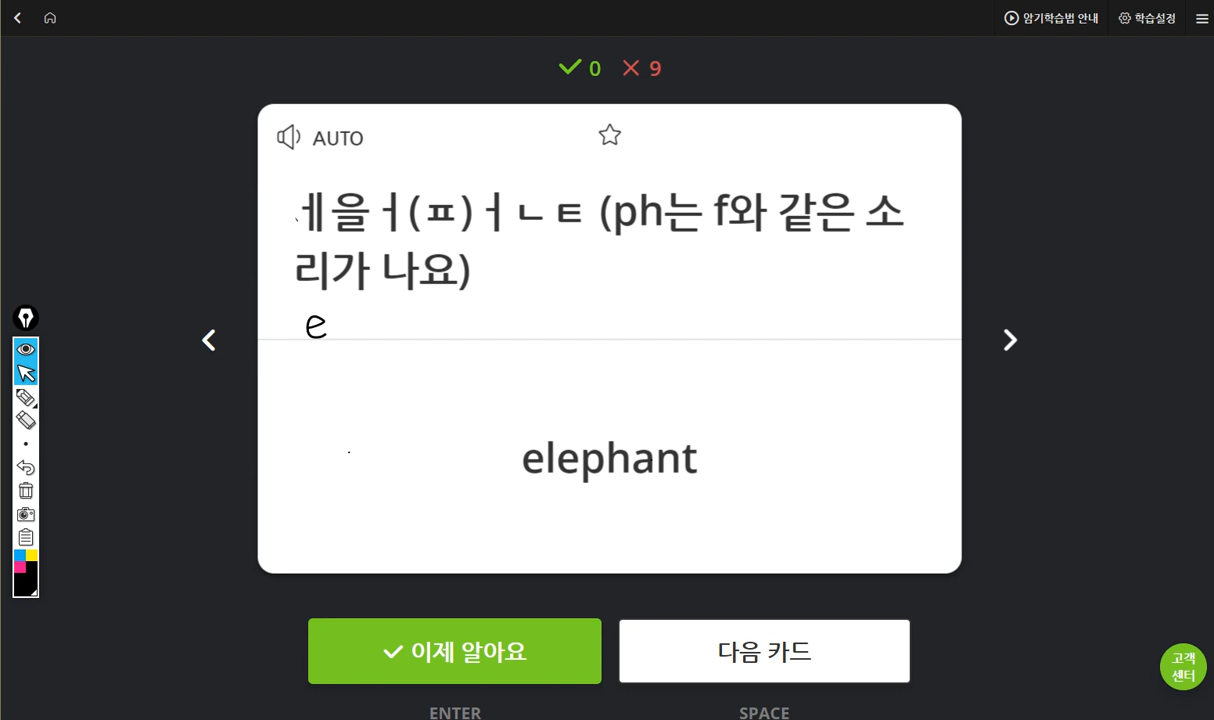 암기학습법 안내
학습설정
0
9
AUTO
ㅔ을ㅓ(ㅍ)ㅓㄴㅌ (ph는 f와 같은 소
리가 나요)
e
elephant
이제 알아요
다음 카드
고객
센터
ENTER
SPACE